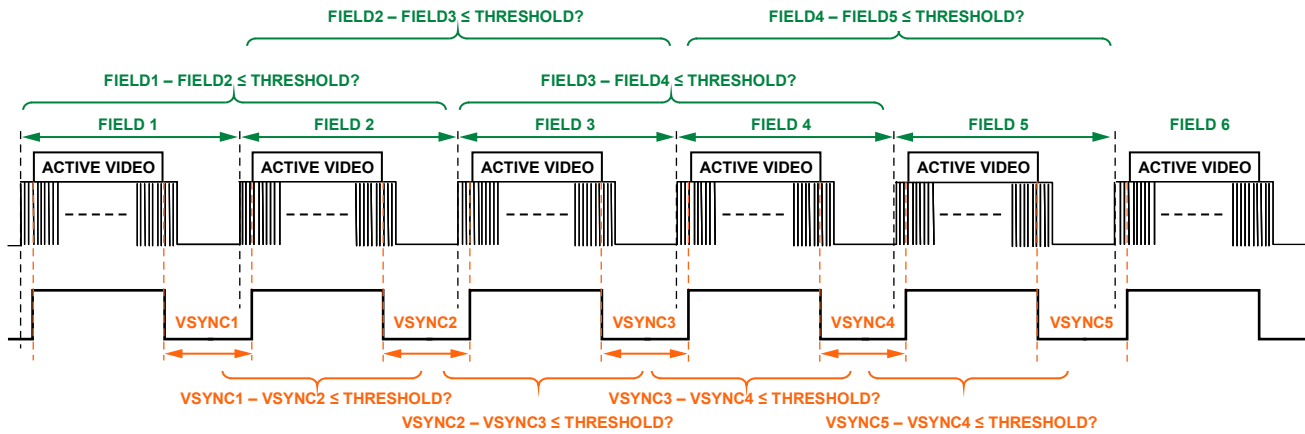 FIELD2 – FIELD3 ≤ THRESHOLD? FIELD4 – FIELD5 ≤ THRESHOLD?
FIELD1 – FIELD2 ≤ THRESHOLD? FIELD3 – FIELD4 ≤ THRESHOLD?
FIELD 1 FIELD 2 FIELD 3 FIELD 4 FIELD 5 FIELD 6
ACTIVE VIDEO ACTIVE VIDEO ACTIVE VIDEO ACTIVE VIDEO ACTIVE VIDEO ACTIVE VIDEO
VSYNC1 VSYNC2 VSYNC3 VSYNC4 VSYNC5
VSYNC1 – VSYNC2 ≤ THRESHOLD? VSYNC3 – VSYNC4 ≤ THRESHOLD?
VSYNC2 – VSYNC3 ≤ THRESHOLD? VSYNC5 – VSYNC4 ≤ THRESHOLD?